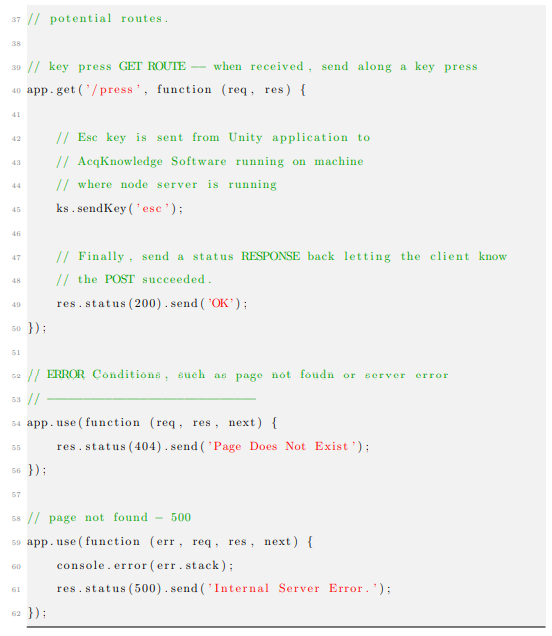 37 // potential routes.
38
39 // key press GET ROUTE — when received, send along a key press
40 app.get('/press', function (req, res) {
41
42 // Esc key is sent from Unity application to
43 // AcqKnowledge Software running on machine
44 // where node server is running
45 ks.sendKey('esc');
46
47 // Finally, send a status RESPONSE back letting the client know
48 // the POST succeeded.
49 res.status(200).send('OK');
50 });
51
52 // ERROR Conditions, such as page not foudn or server error
53 // ——————————————
54 app.use(function (req, res, next) {
55 res.status(404).send('Page Does Not Exist');
56 });
57
58 // page not found - 500
59 app.use(function (err, req, res, next) {
60 console.error(err.stack);
61 res.status(500).send('Internal Server Error.');
62 });